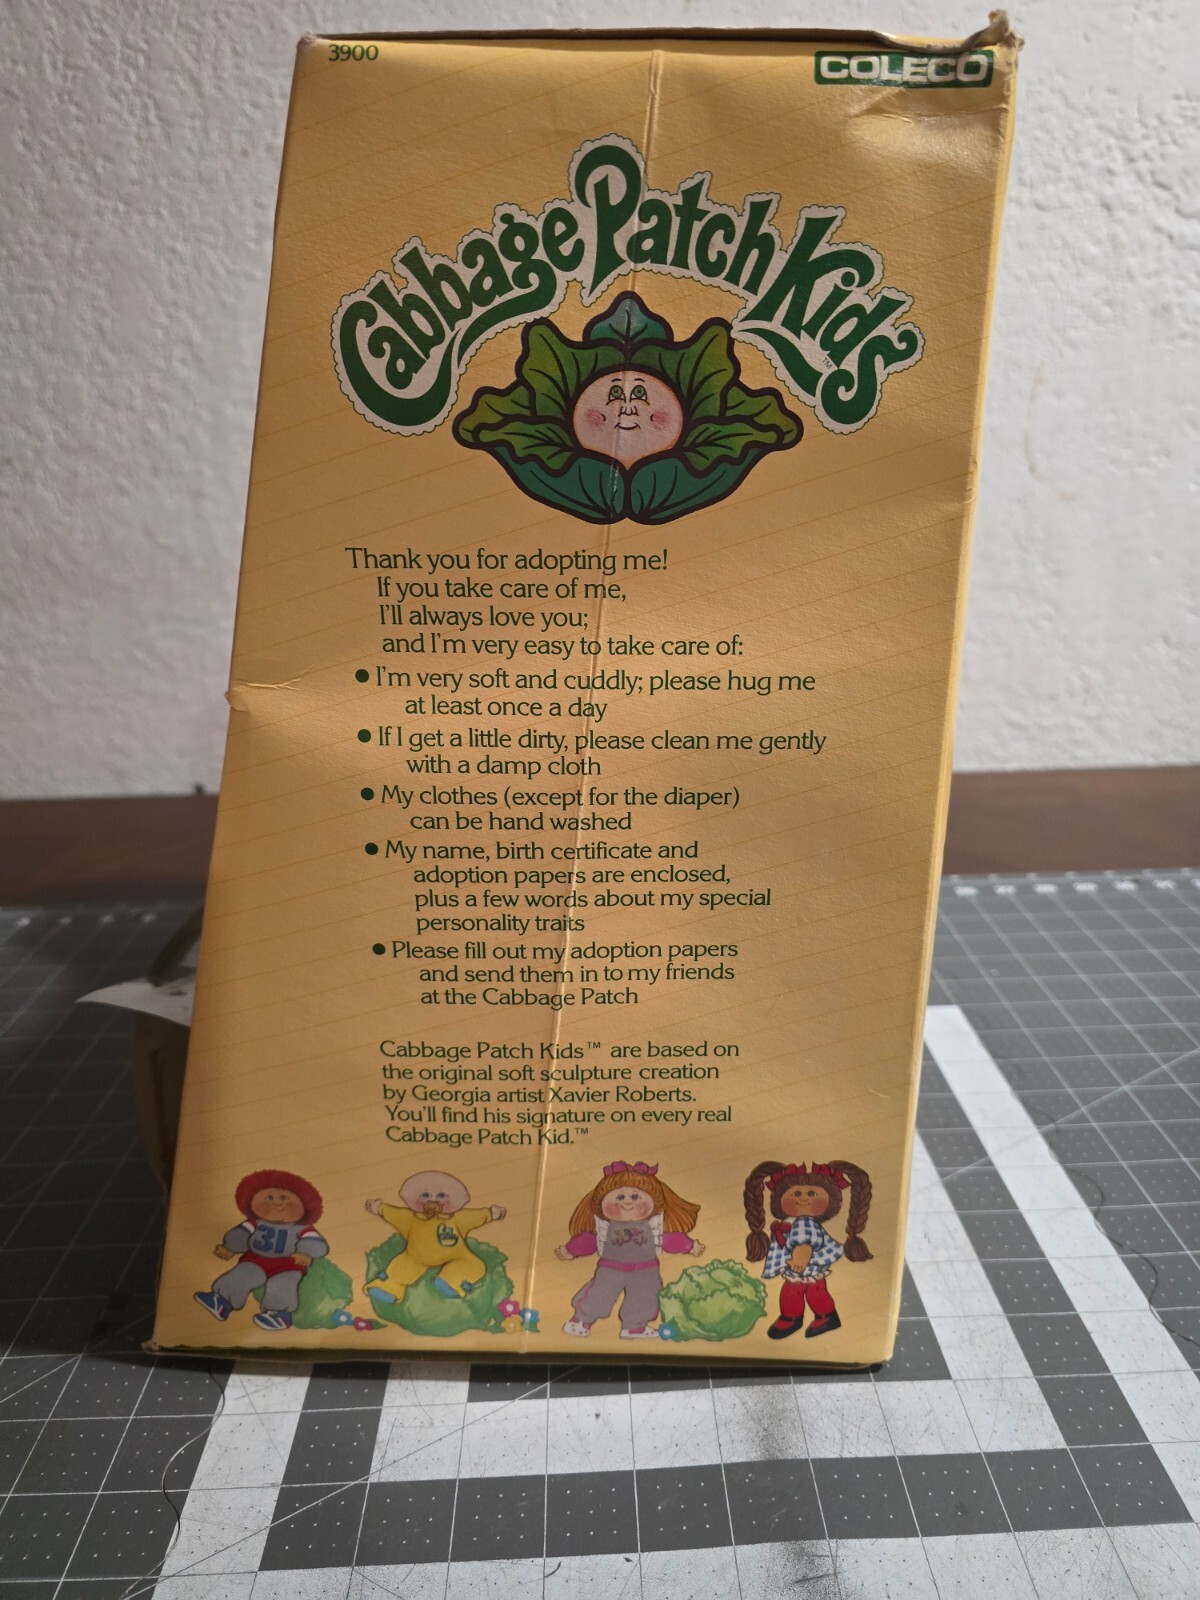 3900
COLECO
Cabbage Patch Kids™
Thank you for adopting me!
If you take care of me,
I'll always love you;
and I'm very easy to take care of:
● I'm very soft and cuddly; please hug me
at least once a day
● If I get a little dirty, please clean me gently
with a damp cloth
● My clothes (except for the diaper)
can be hand washed
● My name, birth certificate and
adoption papers are enclosed,
plus a few words about my special
personality traits
● Please fill out my adoption papers
and send them in to my friends
at the Cabbage Patch
Cabbage Patch Kids™ are based on
the original soft sculpture creation
by Georgia artist Xavier Roberts.
You'll find his signature on every real
Cabbage Patch Kid.™
31